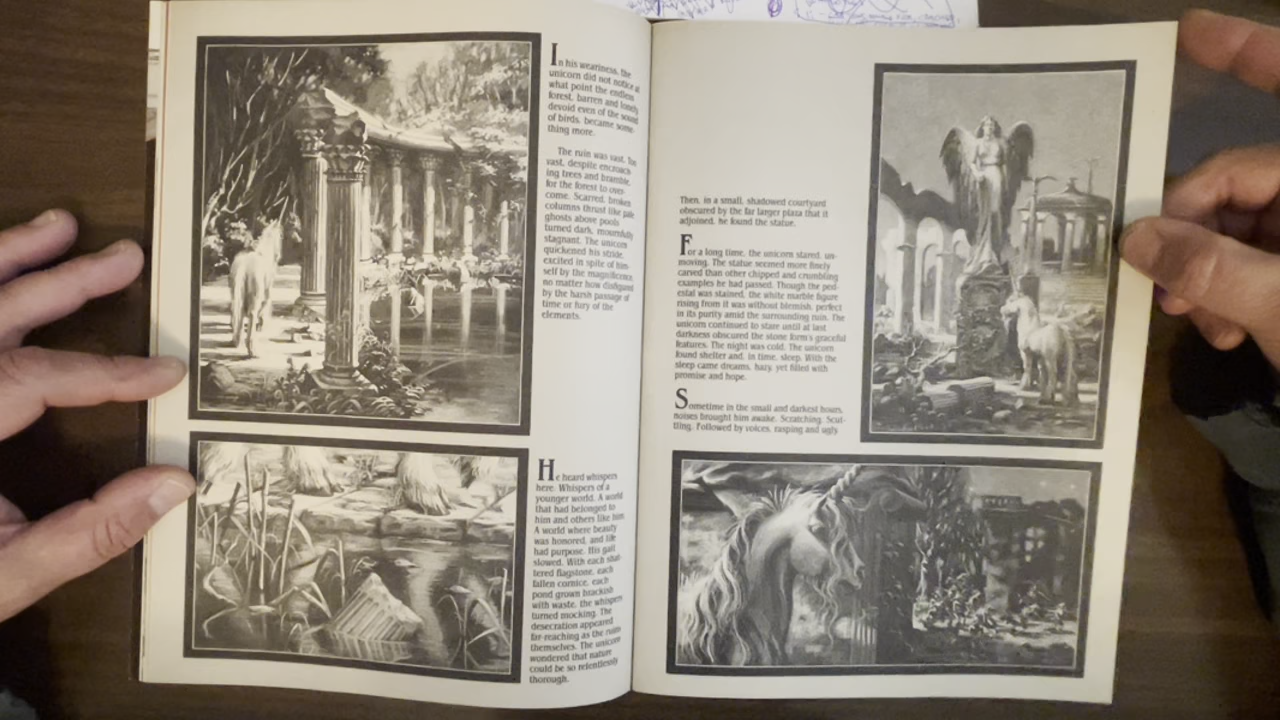 In his weariness, the
unicorn did not notice at
what point the endless
forest, barren and lonely,
devoid even of the sound
of birds, became some-
thing more.
The ruin was vast. Too
vast, despite encroach-
ing trees and bramble,
for the forest to over-
come. Scarred, broken
columns thrust like pale
ghosts above pools
turned dark, mournfully
stagnant. The unicorn
quickened his stride,
excited in spite of him-
self by the magnificence,
no matter how disfigured
by the harsh passage of
time or fury of the
elements.
He heard whispers
here. Whispers of a
younger world. A world
that had belonged to
him and others like him.
A world where beauty
was honored, and life
had purpose. His gait
slowed. With each shat-
tered flagstone, each
fallen cornice, each
pond grown brackish
with waste, the whispers
turned mocking. The
desecration appeared
far-reaching as the ruins
themselves. The unicorn
wondered that nature
could be so relentlessly
thorough.
Then, in a small, shadowed courtyard
obscured by the far larger plaza that it
adjoined, he found the statue.
For a long time, the unicorn stared, un-
moving. The statue seemed more finely
carved than other chipped and crumbling
examples he had passed. Though the ped-
estal was stained, the white marble figure
rising from it was without blemish, perfect
in its purity amid the surrounding ruin. The
unicorn continued to stare until at last
darkness obscured the stone form's graceful
features. The night was cold. The unicorn
found shelter and, in time, sleep. With the
sleep came dreams, hazy, yet filled with
promise and hope.
Sometime in the small and darkest hours,
noises brought him awake. Scratching. Scut-
tling. Followed by voices, rasping and ugly